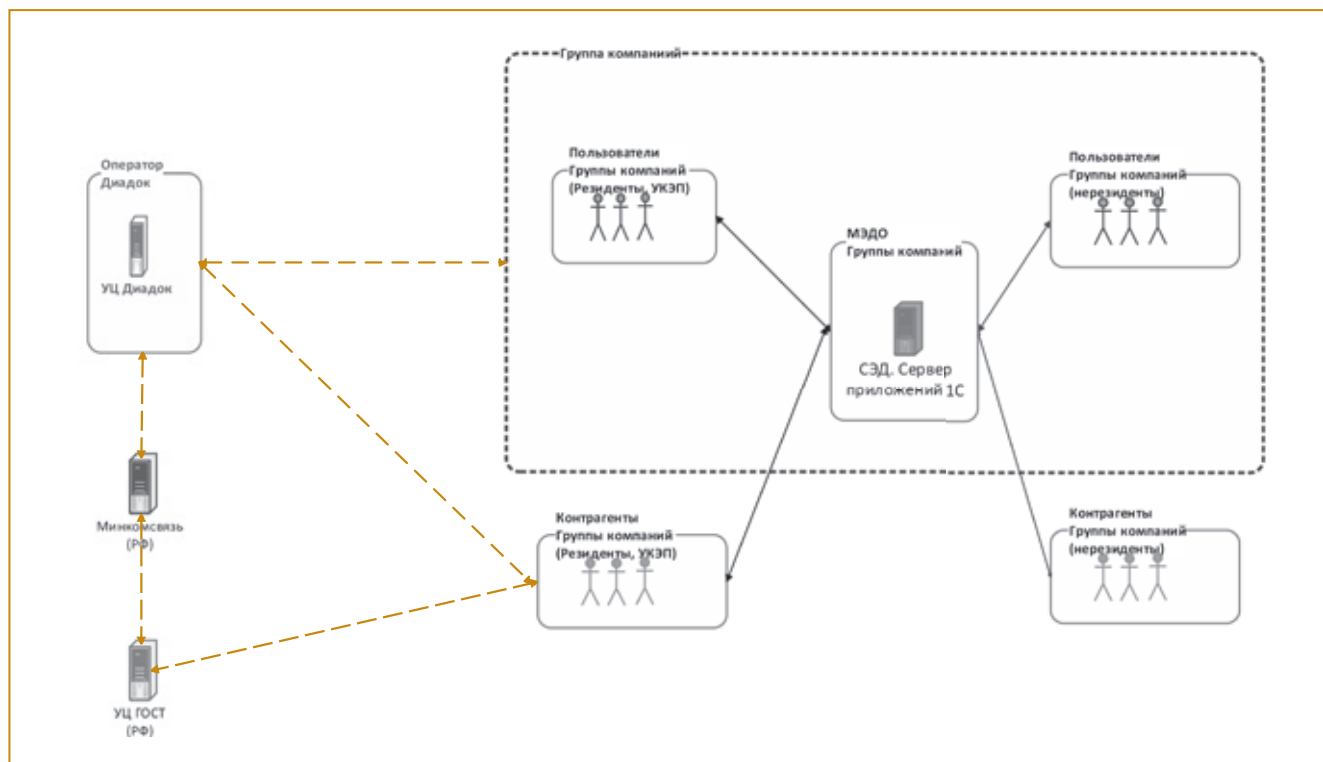 Группа компаниий
Оператор
Диадок
УЦ Диадок
Пользователи
Группы компаний
(Резиденты, УКЭП)
Пользователи
Группы компаний
(нерезиденты)
МЭДО
Группы компаний
СЭД. Сервер
приложений 1С
Минкомсвязь
(РФ)
Контрагенты
Группы компаний
(Резиденты, УКЭП)
Контрагенты
Группы компаний
(нерезиденты)
УЦ ГОСТ
(РФ)